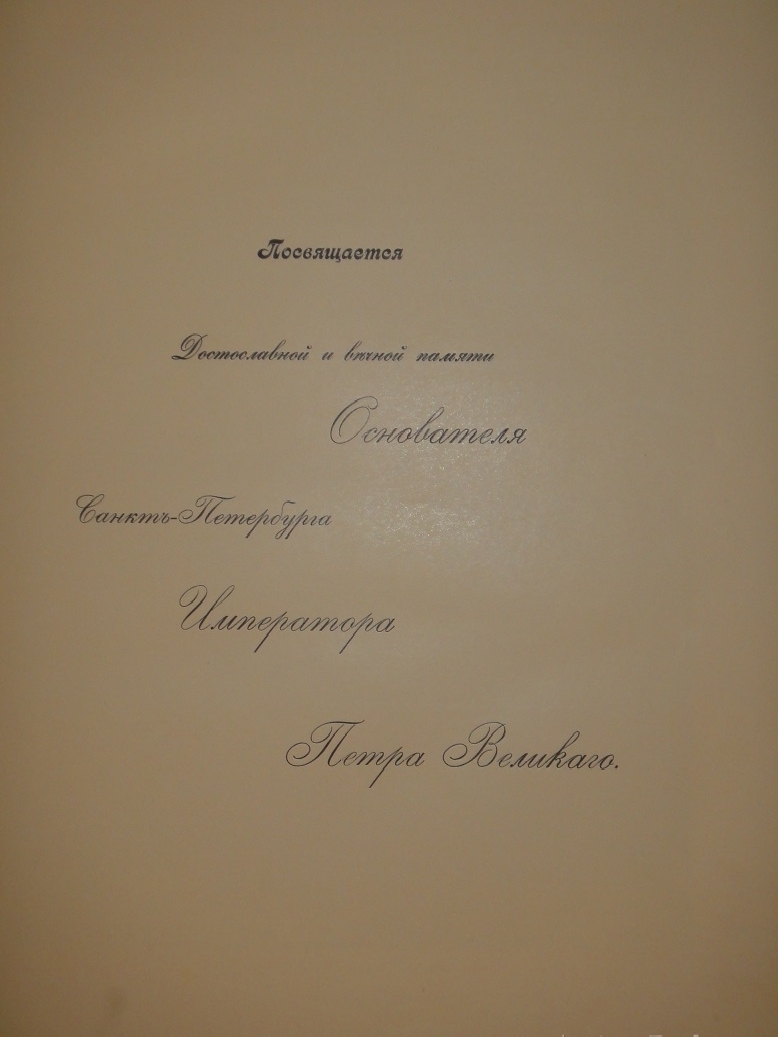 Посвящается
Достославной и вѣчной памяти
Основателя
Санктъ-Петербурга
Императора
Петра Великаго.